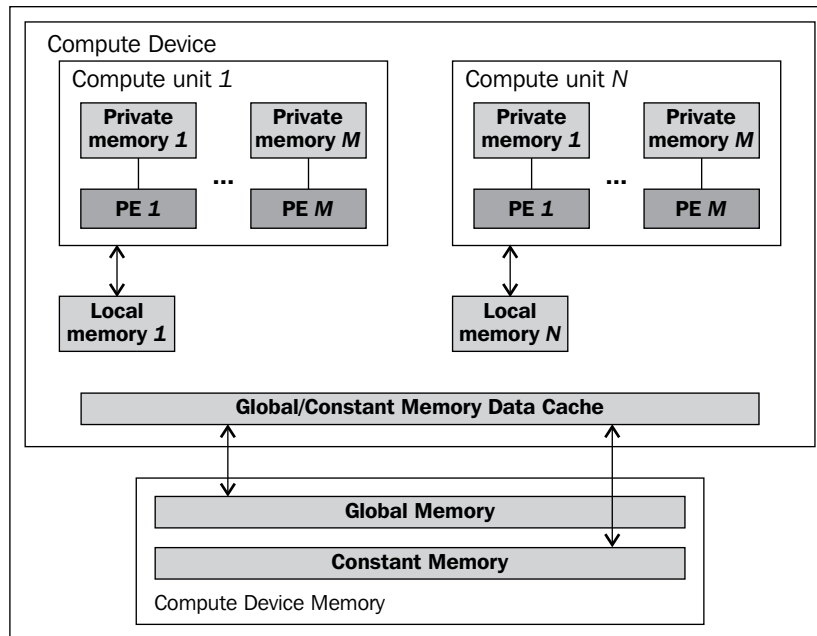 Compute Device
Compute unit 1
Private
memory 1
Private
memory M
...
PE 1
PE M
Compute unit N
Private
memory 1
Private
memory M
...
PE 1
PE M
Local
memory 1
Local
memory N
Global/Constant Memory Data Cache
Global Memory
Constant Memory
Compute Device Memory